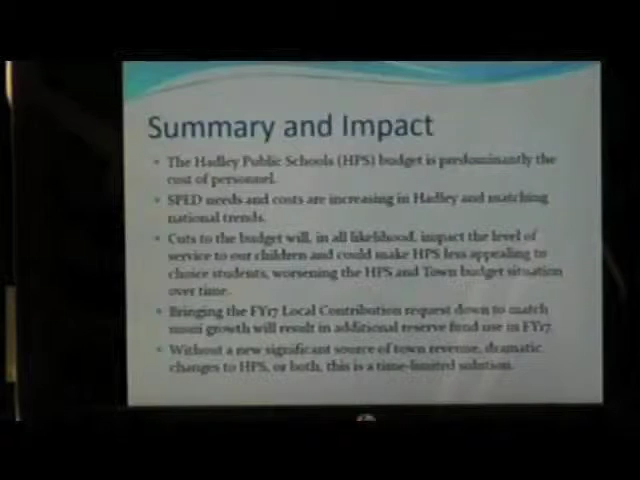 Summary and Impact
• The Hadley Public Schools (HPS) budget is predominantly the
cost of personnel.
• SPED needs and costs are increasing in Hadley and matching
national trends.
• Cuts to the budget will, in all likelihood, impact the level of
service to our children and could make HPS less appealing to
choice students, worsening the HPS and Town budget situation
over time.
• Bringing the FY17 Local Contribution request down to match
growth will result in additional reserve fund use in FY17
• Without a new significant source of town revenue, dramatic
changes to HPS, or both, this is a time-limited solution.